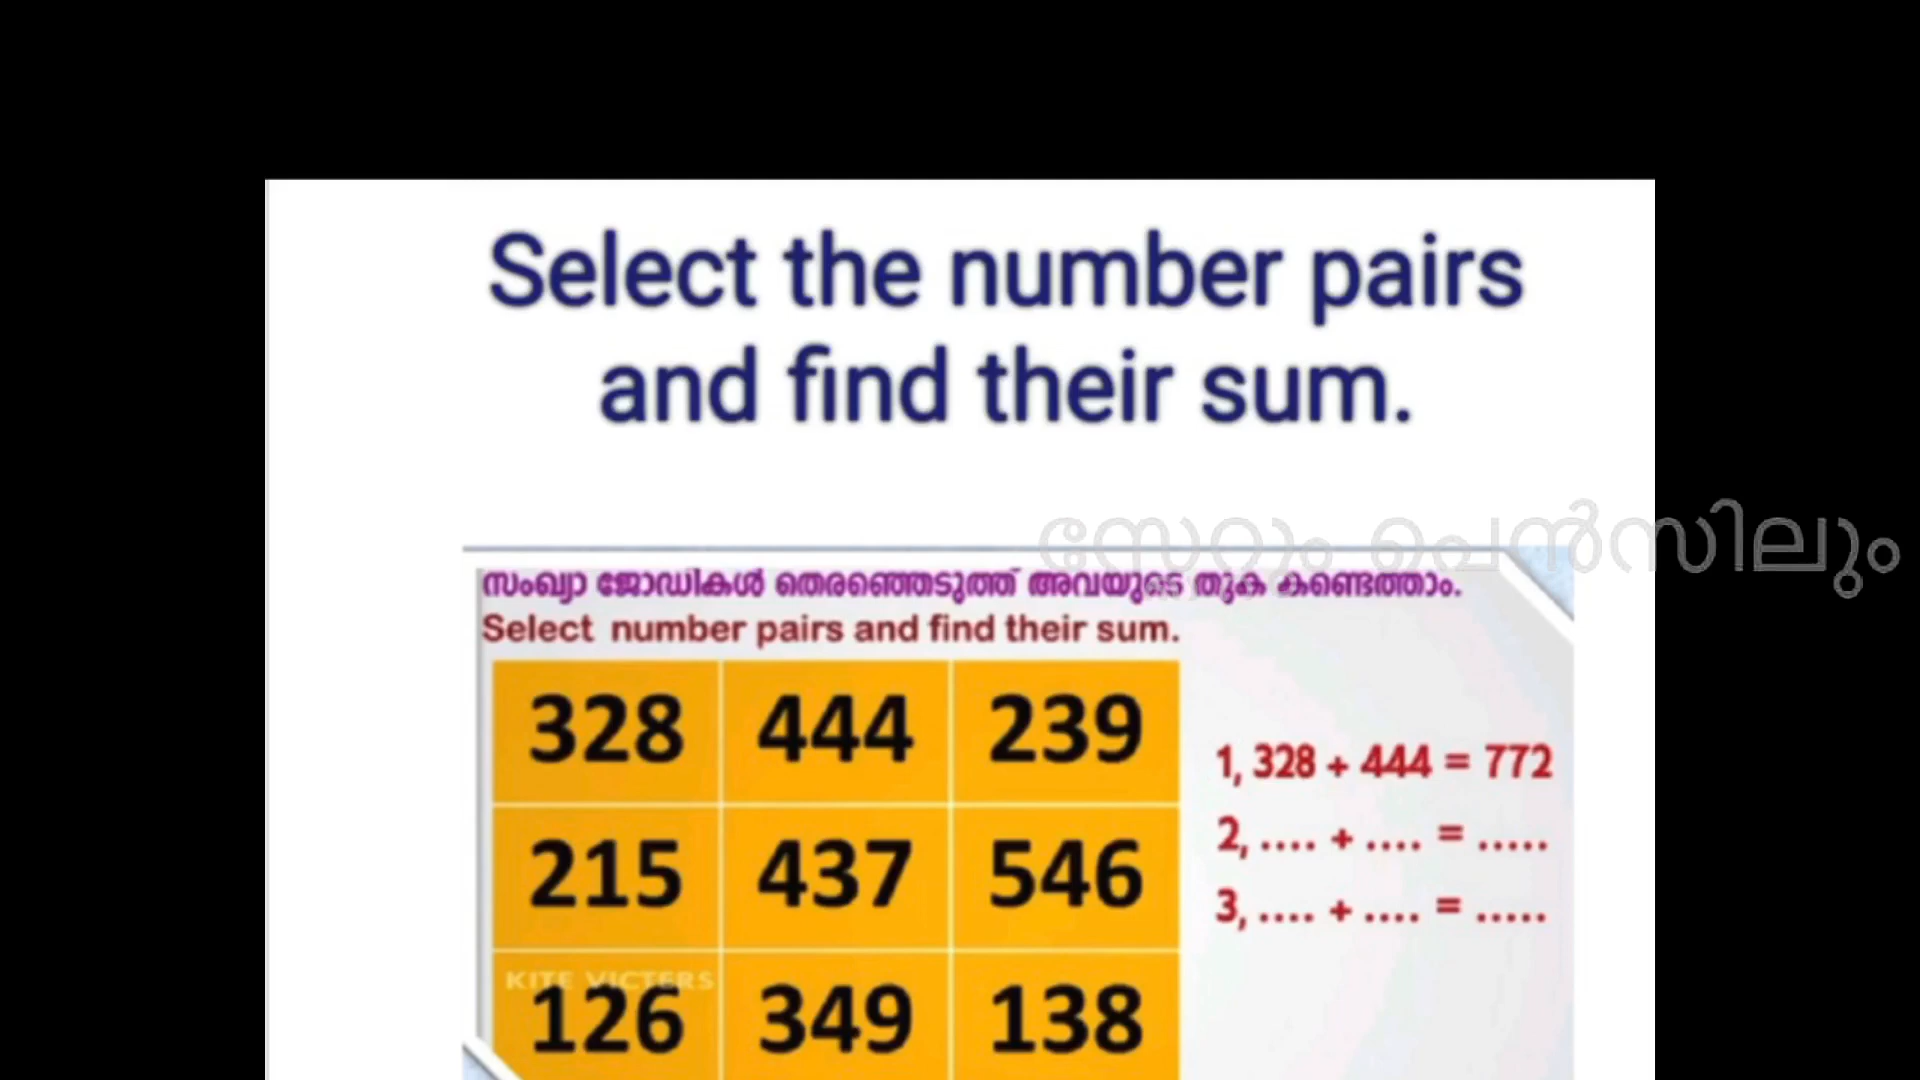 Select the number pairs
and find their sum.
സ്ലേറ്റും പെൻസിലും
സംഖ്യാ ജോഡികൾ തെരഞ്ഞെടുത്ത് അവയുടെ തുക കണ്ടെത്താം.
Select number pairs and find their sum.
328 444 239
215 437 546
KITE VICTERS
126 349 138
1, 328 + 444 = 772
2, .... + .... = .....
3, .... + .... = .....